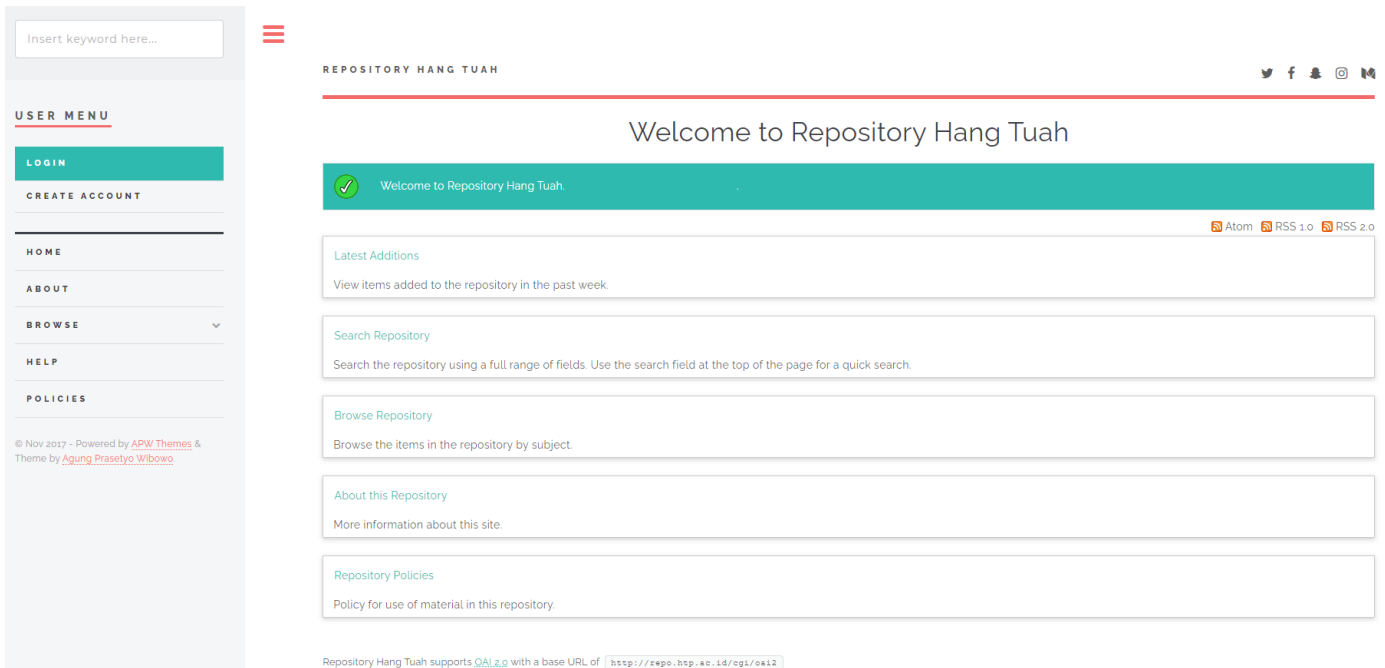 Insert keyword here...
USER MENU
LOGIN
CREATE ACCOUNT
HOME
ABOUT
BROWSE
HELP
POLICIES
© Nov 2017 - Powered by APW Themes &
Theme by Agung Prasetyo Wibowo.
REPOSITORY HANG TUAH
Welcome to Repository Hang Tuah
Welcome to Repository Hang Tuah. .
Atom RSS 1.0 RSS 2.0
Latest Additions
View items added to the repository in the past week.
Search Repository
Search the repository using a full range of fields. Use the search field at the top of the page for a quick search.
Browse Repository
Browse the items in the repository by subject.
About this Repository
More information about this site.
Repository Policies
Policy for use of material in this repository.
Repository Hang Tuah supports OAI 2.0 with a base URL of http://repo.htp.ac.id/cgi/oai2